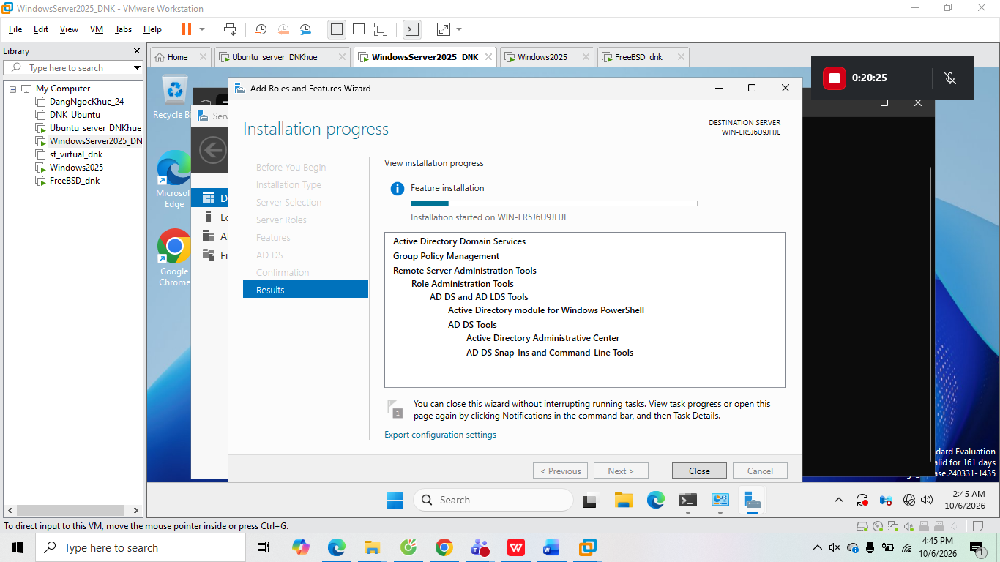 WindowsServer2025_DNK - VMware Workstation
File Edit View VM Tabs Help
Library
Type here to search
My Computer
DangNgocKhue_24
DNK_Ubuntu
Ubuntu_server_DNKhue
WindowsServer2025_DN
sf_virtual_dnk
Windows2025
FreeBSD_dnk
Home Ubuntu_server_DNKhue WindowsServer2025_DNK Windows2025 FreeBSD_dnk
0:20:25
Recycle Bi
Microsof
Edge
Google
Chrome
Serv
D
Lo
Al
Fi
Add Roles and Features Wizard
Installation progress
DESTINATION SERVER
WIN-ER5J6U9JHJL
Before You Begin
Installation Type
Server Selection
Server Roles
Features
AD DS
Confirmation
Results
View installation progress
Feature installation
Installation started on WIN-ER5J6U9JHJL
Active Directory Domain Services
Group Policy Management
Remote Server Administration Tools
Role Administration Tools
AD DS and AD LDS Tools
Active Directory module for Windows PowerShell
AD DS Tools
Active Directory Administrative Center
AD DS Snap-Ins and Command-Line Tools
1
You can close this wizard without interrupting running tasks. View task progress or open this
page again by clicking Notifications in the command bar, and then Task Details.
Export configuration settings
< Previous Next > Close Cancel
dard Evaluation
alid for 161 days
ase.240331-1435
Search
2:45 AM
10/6/2026
To direct input to this VM, move the mouse pointer inside or press Ctrl+G.
Type here to search
4:45 PM
10/6/2026
1